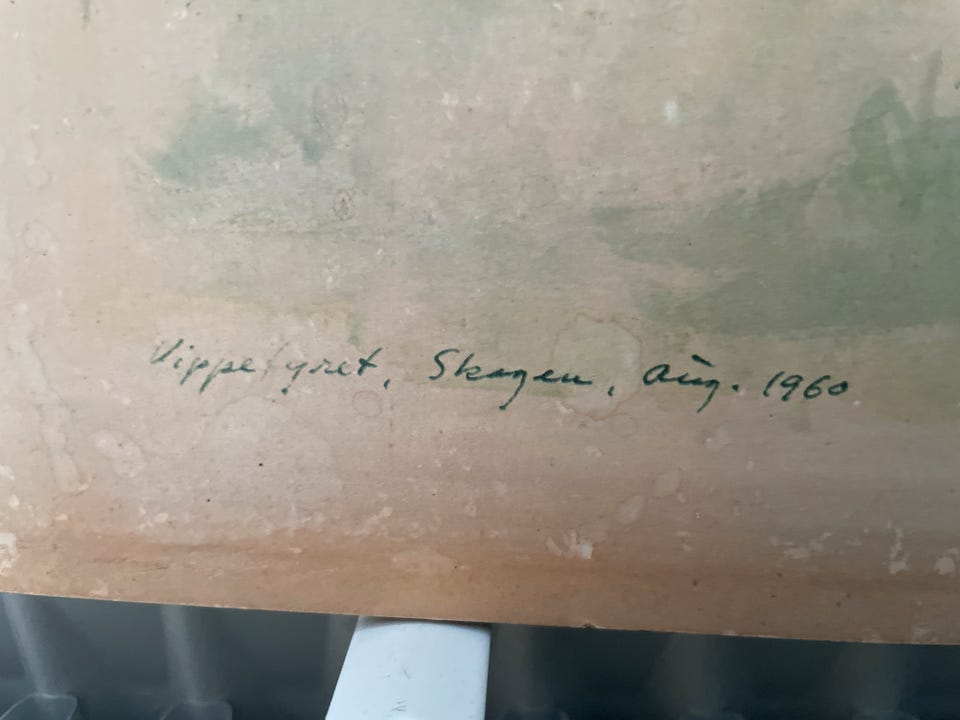 Vippefyret, Skagen, Aug. 1960